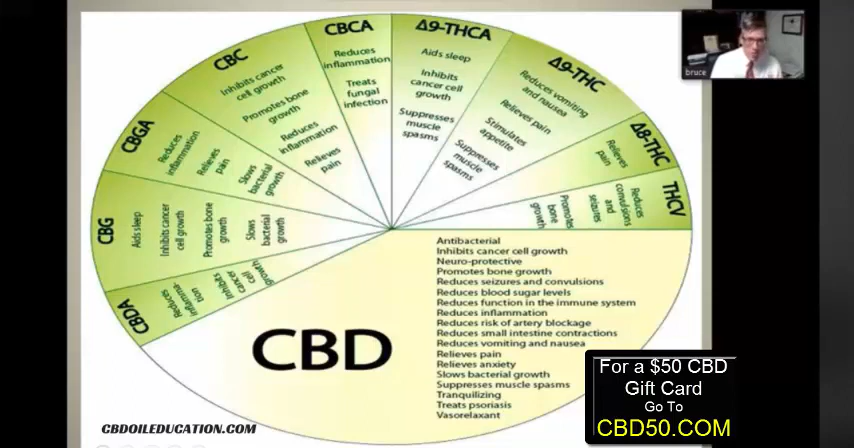 CBDA
Reduces
inflamma-
tion
Inhibits
cancer
cell
growth
CBG
Aids sleep
Inhibits cancer
cell growth
Promotes bone
growth
Slows
bacterial
growth
CBGA
Reduces
inflammation
Relieves
pain
Slows
bacterial
growth
CBC
Inhibits cancer
cell growth
Promotes bone
growth
Reduces
inflammation
Relieves
pain
CBCA
Reduces
inflammation
Treats
fungal
infection
Δ9-THCA
Aids sleep
Inhibits
cancer cell
growth
Suppresses
muscle
spasms
Δ9-THC
Reduces vomiting
and nausea
Relieves pain
Stimulates
appetite
Suppresses
muscle
spasms
Δ8-THC
Relieves
pain
THCV
Reduces
convulsions
and
seizures
Promotes
bone
growth
bruce
CBD
Antibacterial
Inhibits cancer cell growth
Neuro-protective
Promotes bone growth
Reduces seizures and convulsions
Reduces blood sugar levels
Reduces function in the immune system
Reduces inflammation
Reduces risk of artery blockage
Reduces small intestine contractions
Reduces vomiting and nausea
Relieves pain
Relieves anxiety
Slows bacterial growth
Suppresses muscle spasms
Tranquilizing
Treats psoriasis
Vasorelaxant
CBDOILEDUCATION.COM
For a $50 CBD
Gift Card
Go To
CBD50.COM